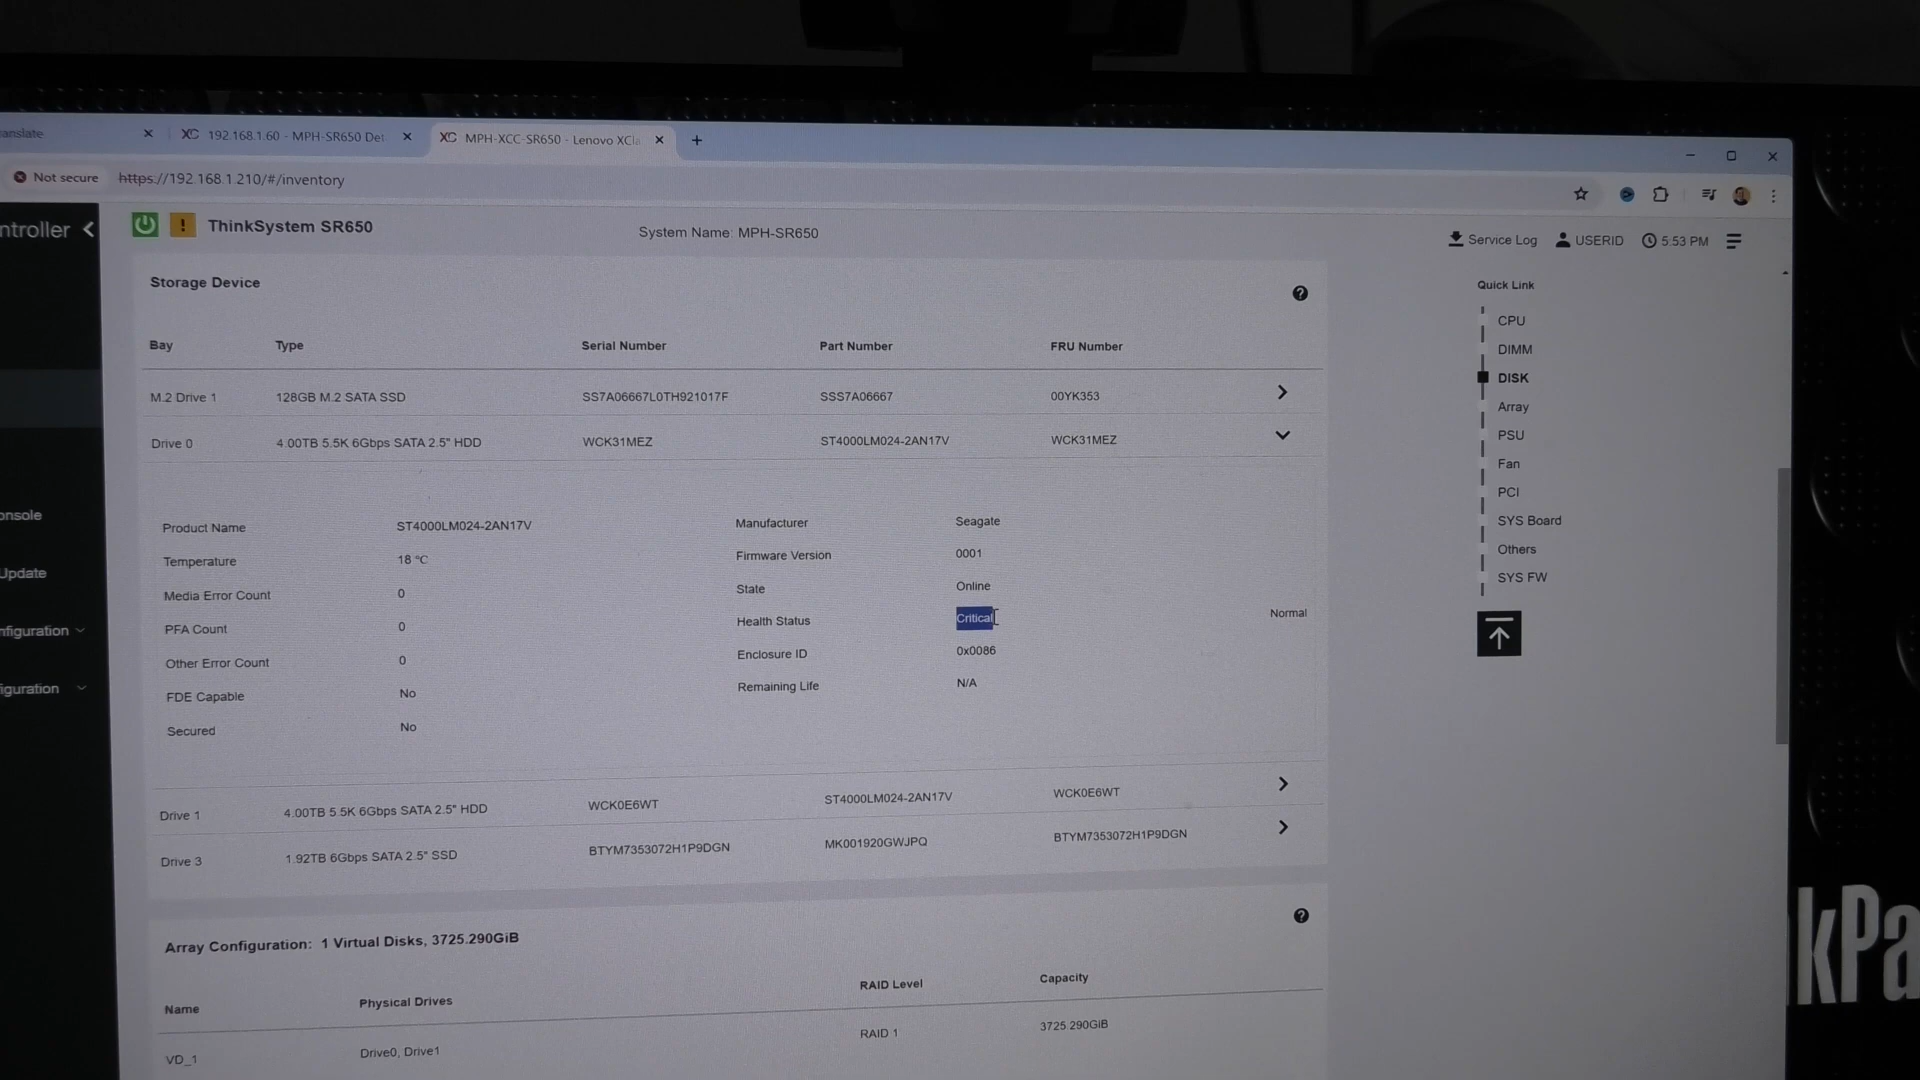 anslate
192.168.1.60 - MPH-SR650 De
MPH-XCC-SR650 - Lenovo XCla
Not secure https://192.168.1.210/#/inventory
ntroller
ThinkSystem SR650
System Name: MPH-SR650
Service Log USERID 5:53 PM
Storage Device
Bay Type Serial Number Part Number FRU Number
M.2 Drive 1 128GB M.2 SATA SSD SS7A06667L0TH921017F SSS7A06667 00YK353
Drive 0 4.00TB 5.5K 6Gbps SATA 2.5" HDD WCK31MEZ ST4000LM024-2AN17V WCK31MEZ
Product Name ST4000LM024-2AN17V Manufacturer Seagate
Temperature 18 °C Firmware Version 0001
Media Error Count 0 State Online
PFA Count 0 Health Status Critical Normal
Other Error Count 0 Enclosure ID 0x0086
FDE Capable No Remaining Life N/A
Secured No
Drive 1 4.00TB 5.5K 6Gbps SATA 2.5" HDD WCK0E6WT ST4000LM024-2AN17V WCK0E6WT
Drive 3 1.92TB 6Gbps SATA 2.5" SSD BTYM7353072H1P9DGN MK001920GWJPQ BTYM7353072H1P9DGN
Array Configuration: 1 Virtual Disks, 3725.290GiB
Name Physical Drives RAID Level Capacity
VD_1 Drive0, Drive1 RAID 1 3725.290GiB
Quick Link
CPU
DIMM
DISK
Array
PSU
Fan
PCI
SYS Board
Others
SYS FW
onsole
Update
nfiguration
iguration
kPa